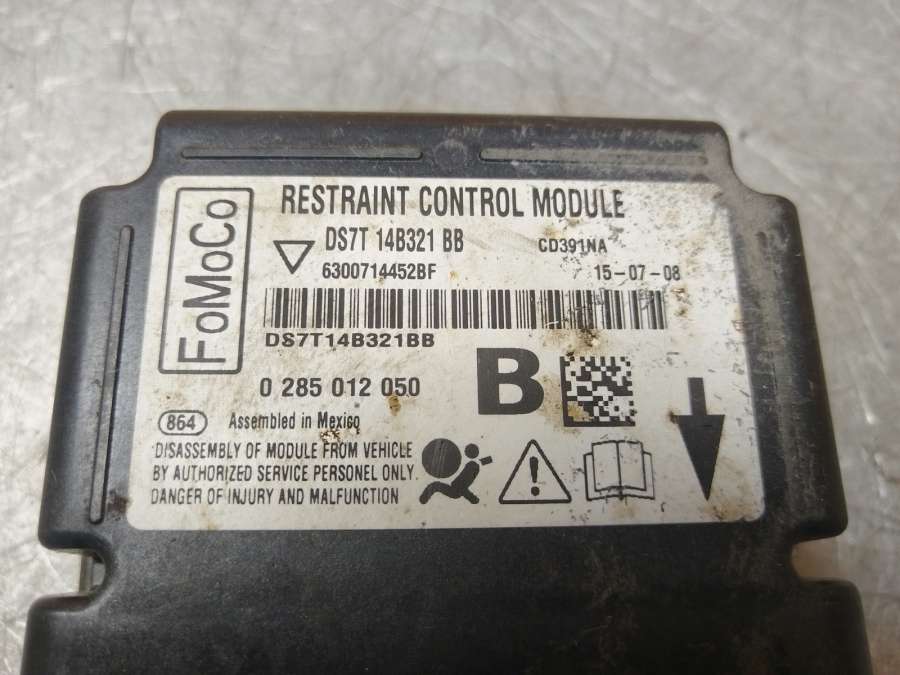 FoMoCo
RESTRAINT CONTROL MODULE
DS7T 14B321 BB CD391NA
6300714452BF 15-07-08
DS7T14B321BB
0 285 012 050 B
864 Assembled in Mexico
DISASSEMBLY OF MODULE FROM VEHICLE
BY AUTHORIZED SERVICE PERSONEL ONLY.
DANGER OF INJURY AND MALFUNCTION